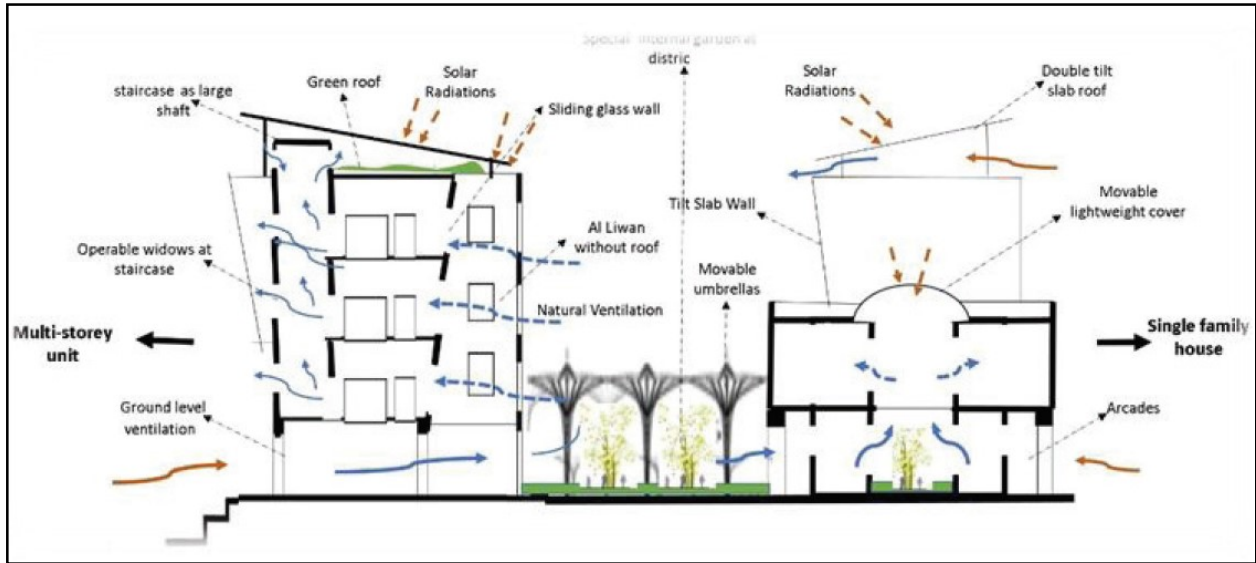 Special internal garden at
distric
staircase as large
shaft
Green roof
Solar
Radiations
Sliding glass wall
Solar
Radiations
Double tilt
slab roof
Tilt Slab Wall
Movable
lightweight cover
Operable widows at
staircase
Al Liwan
without roof
Movable
umbrellas
Natural Ventilation
Multi-storey
unit
Single family
house
Ground level
ventilation
Arcades